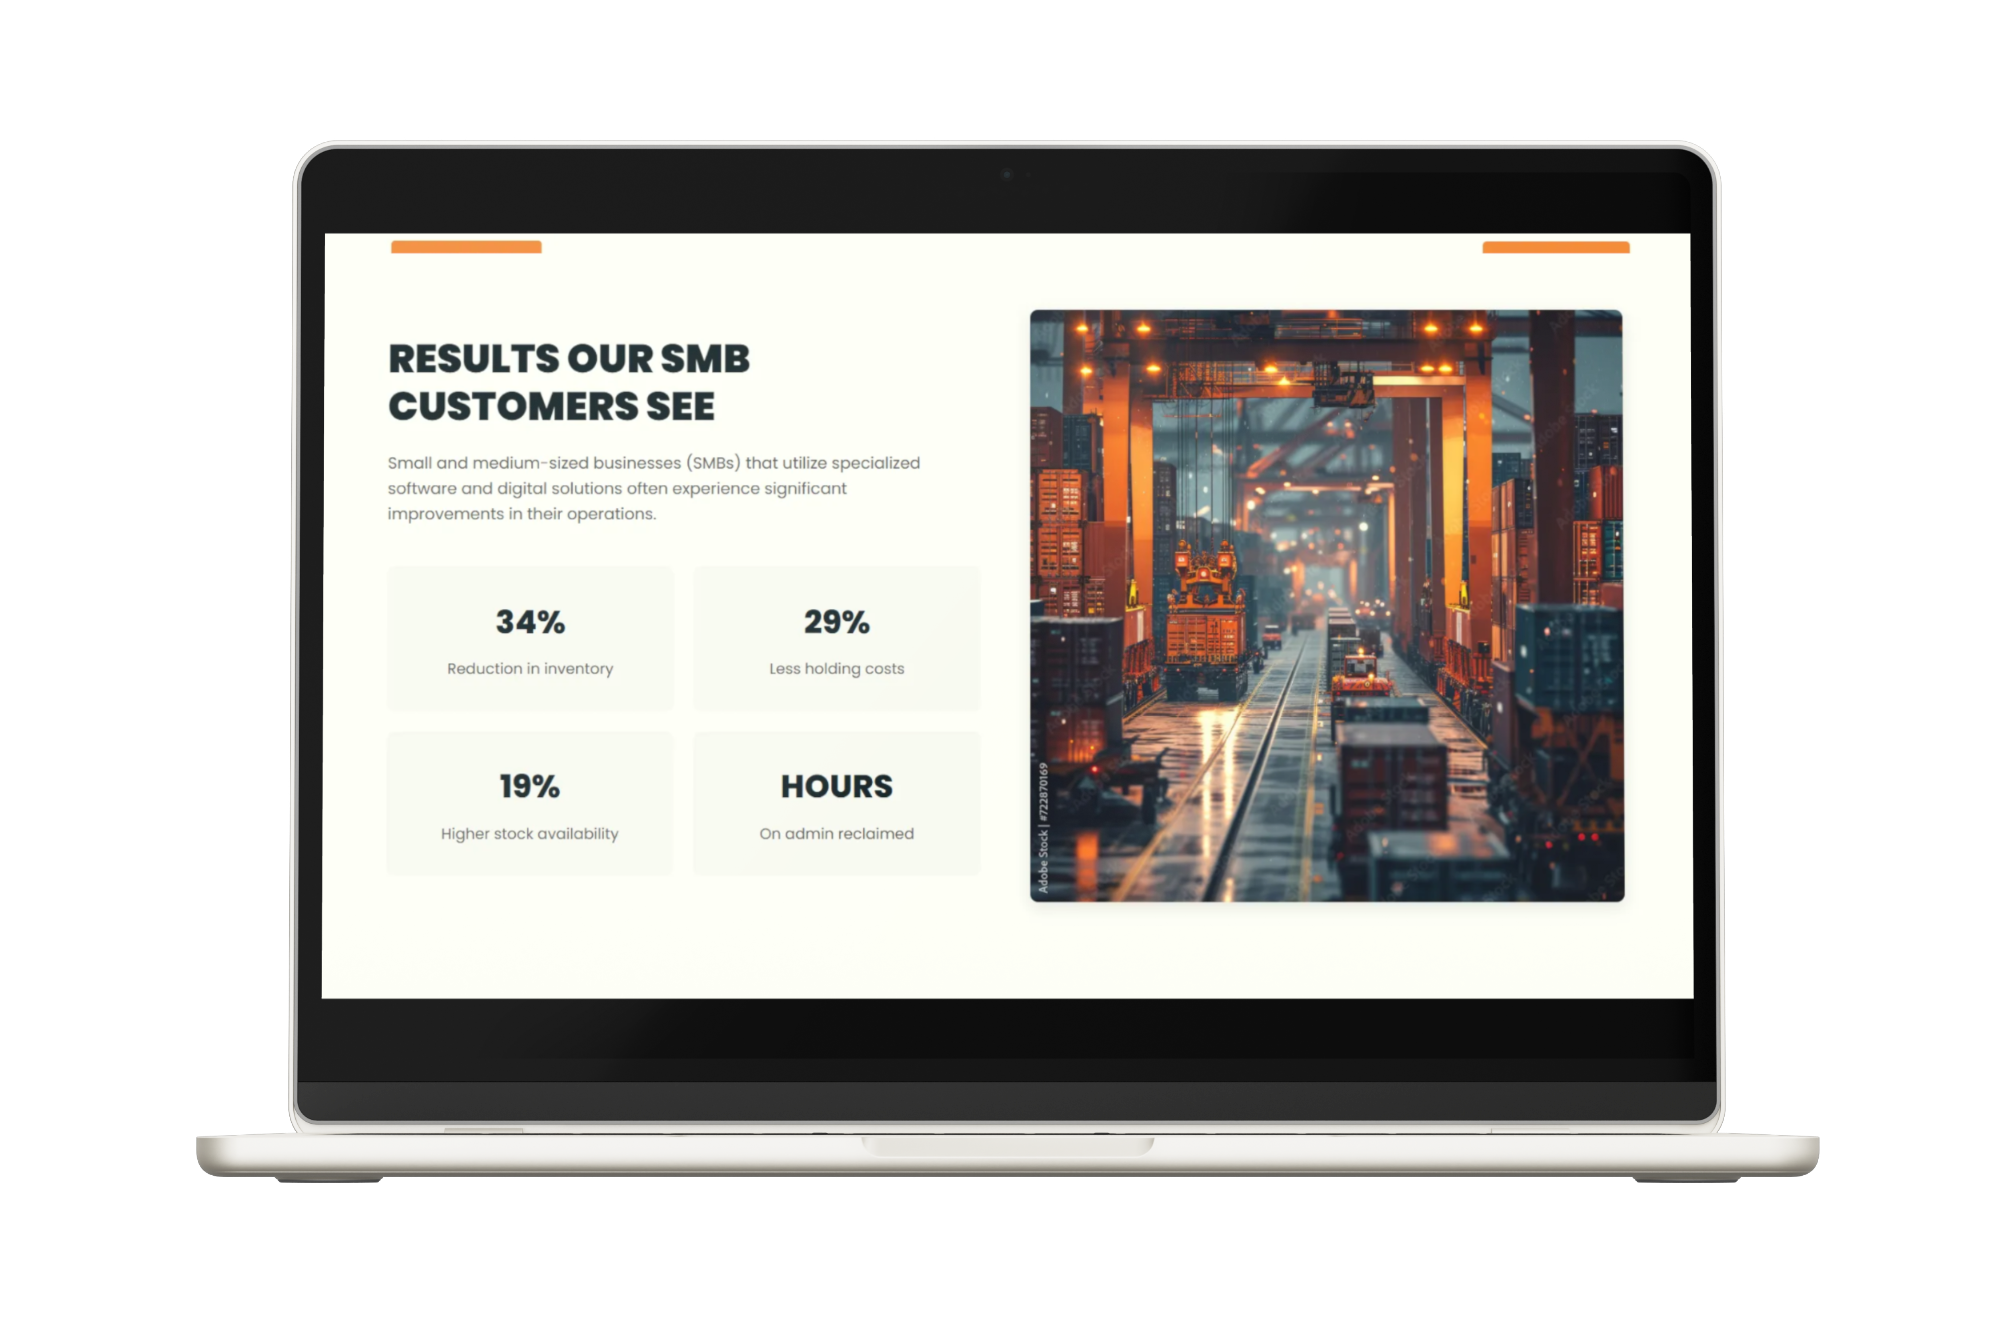 RESULTS OUR SMB
CUSTOMERS SEE
Small and medium-sized businesses (SMBs) that utilize specialized
software and digital solutions often experience significant
improvements in their operations.
34%
Reduction in inventory
29%
Less holding costs
19%
Higher stock availability
HOURS
On admin reclaimed
Adobe Stock | #722870169